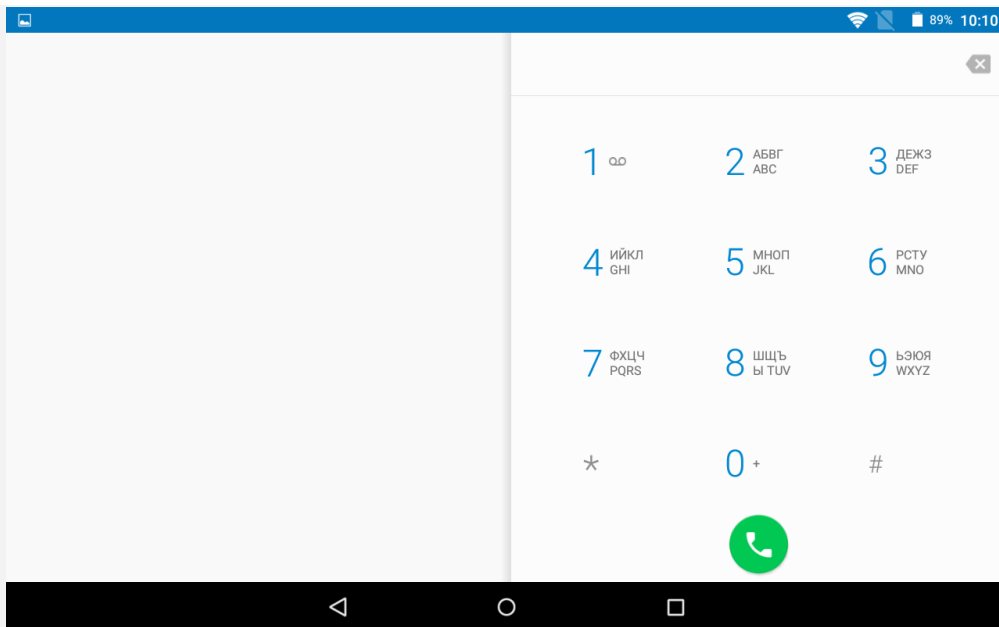 89% 10:10
1
2 АБВГ
ABC
3 ДЕЖЗ
DEF
4 ИЙКЛ
GHI
5 МНОП
JKL
6 РСТУ
MNO
7 ФХЦЧ
PQRS
8 ШЩЪ
Ы TUV
9 ЬЭЮЯ
WXYZ
*
0 +
#